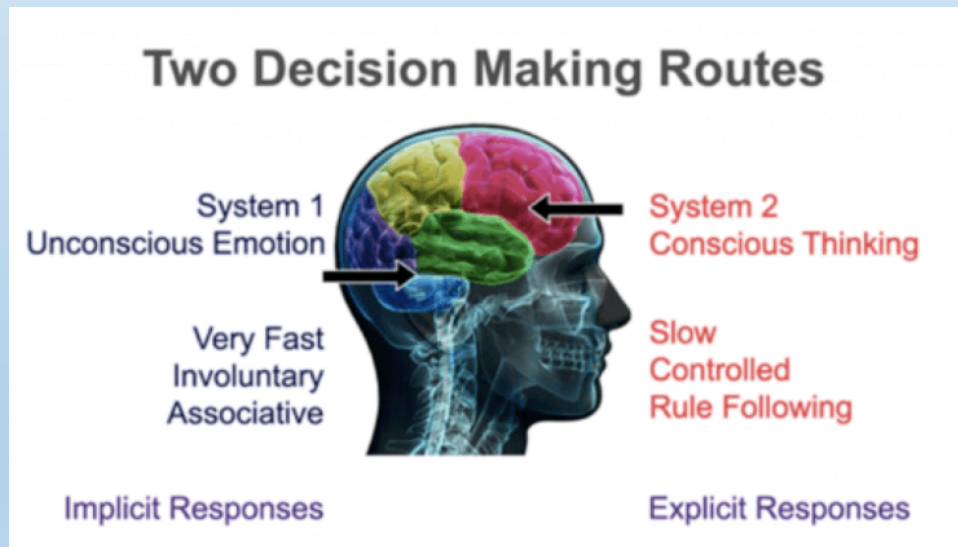 Two Decision Making Routes
System 1
Unconscious Emotion
Very Fast
Involuntary
Associative
Implicit Responses
System 2
Conscious Thinking
Slow
Controlled
Rule Following
Explicit Responses